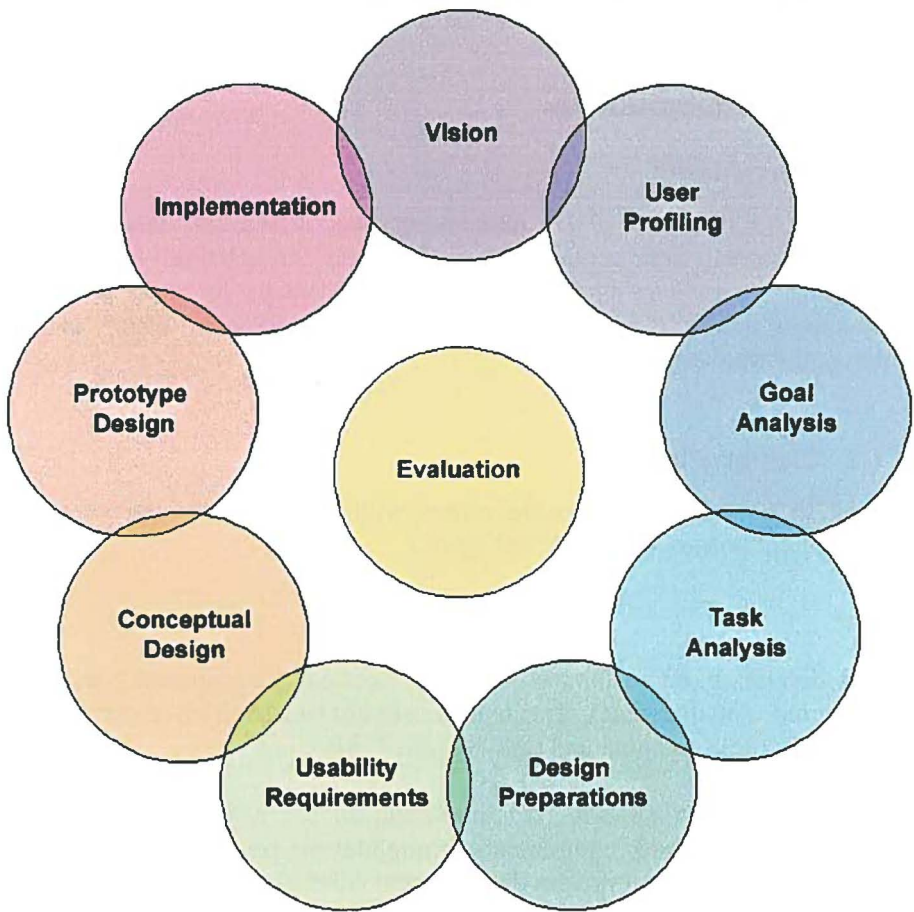 Vision
User
Profiling
Goal
Analysis
Task
Analysis
Design
Preparations
Usability
Requirements
Conceptual
Design
Prototype
Design
Implementation
Evaluation